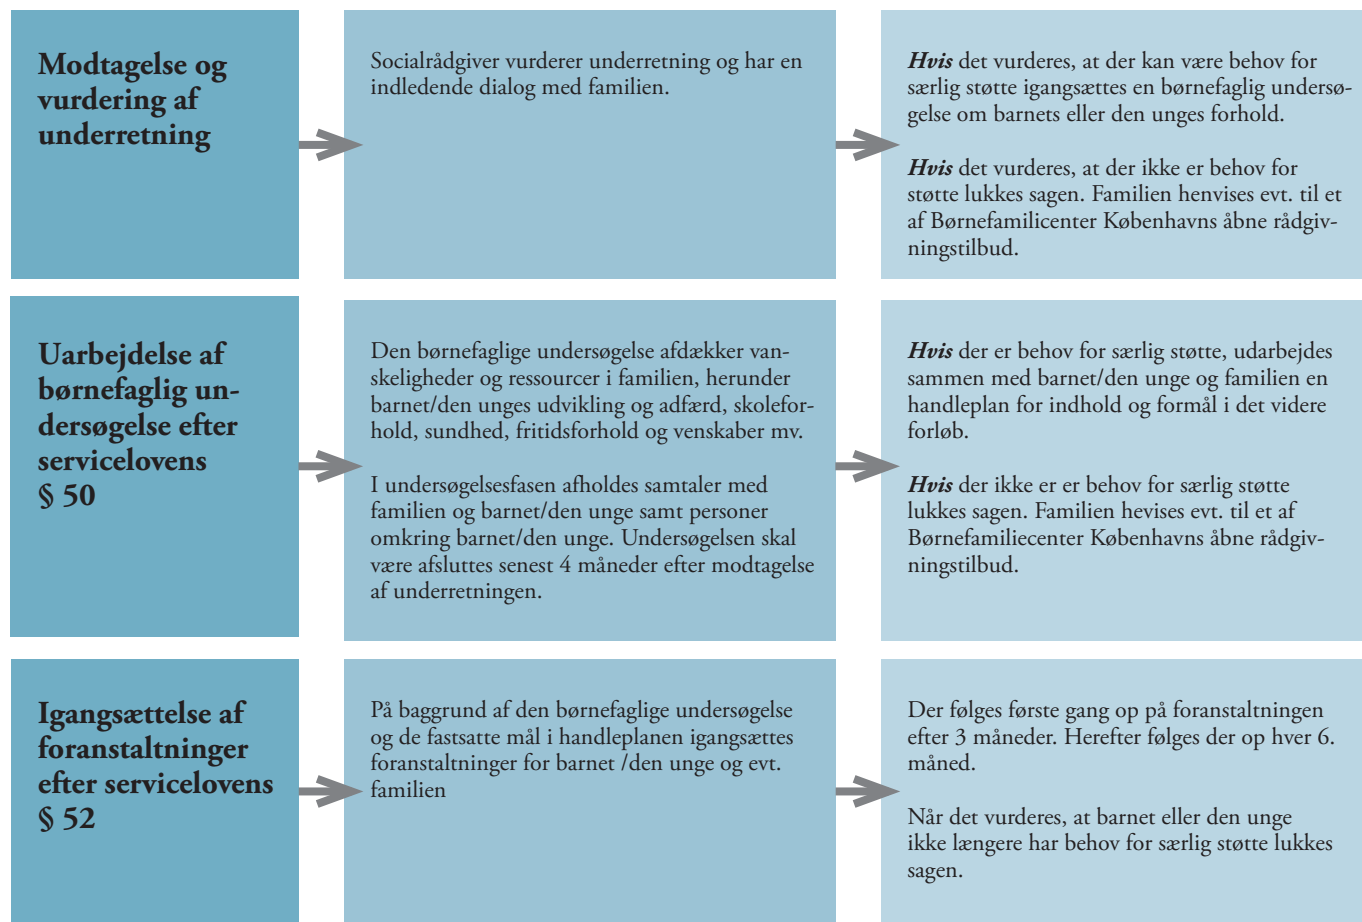 Modtagelse og
vurdering af
underretning
Socialrådgiver vurderer underretning og har en
indledende dialog med familien.
Hvis det vurderes, at der kan være behov for
særlig støtte igangsættes en børnefaglig undersø-
gelse om barnets eller den unges forhold.
Hvis det vurderes, at der ikke er behov for
støtte lukkes sagen. Familien henvises evt. til et
af Børnefamilicenter Københavns åbne rådgiv-
ningstilbud.
Uarbejdelse af
børnefaglig un-
dersøgelse efter
servicelovens
§ 50
Den børnefaglige undersøgelse afdækker van-
skeligheder og ressourcer i familien, herunder
barnet/den unges udvikling og adfærd, skolefor-
hold, sundhed, fritidsforhold og venskaber mv.
I undersøgelsesfasen afholdes samtaler med
familien og barnet/den unge samt personer
omkring barnet/den unge. Undersøgelsen skal
være afsluttes senest 4 måneder efter modtagelse
af underretningen.
Hvis der er behov for særlig støtte, udarbejdes
sammen med barnet/den unge og familien en
handleplan for indhold og formål i det videre
forløb.
Hvis der ikke er er behov for særlig støtte
lukkes sagen. Familien hevises evt. til et af
Børnefamiliecenter Københavns åbne rådgiv-
ningstilbud.
Igangsættelse af
foranstaltninger
efter servicelovens
§ 52
På baggrund af den børnefaglige undersøgelse
og de fastsatte mål i handleplanen igangsættes
foranstaltninger for barnet /den unge og evt.
familien
Der følges første gang op på foranstaltningen
efter 3 måneder. Herefter følges der op hver 6.
måned.
Når det vurderes, at barnet eller den unge
ikke længere har behov for særlig støtte lukkes
sagen.